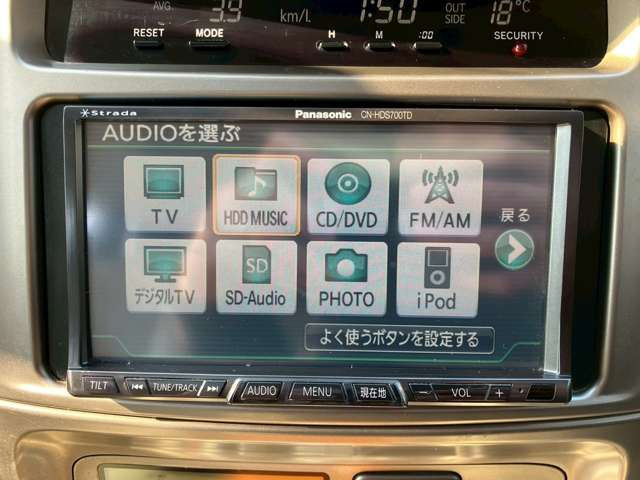 AVG. 3.9 km/l. 1:50 OUT SIDE 18°C
RESET MODE H M :00 SECURITY
Strada Panasonic CN-HDS700TD
AUDIOを選ぶ
TV HDD MUSIC CD/DVD FM/AM
戻る
デジタルTV SD-Audio PHOTO iPod
SD
よく使うボタンを設定する
TILT TUNE/TRACK AUDIO MENU 現在地 − VOL +